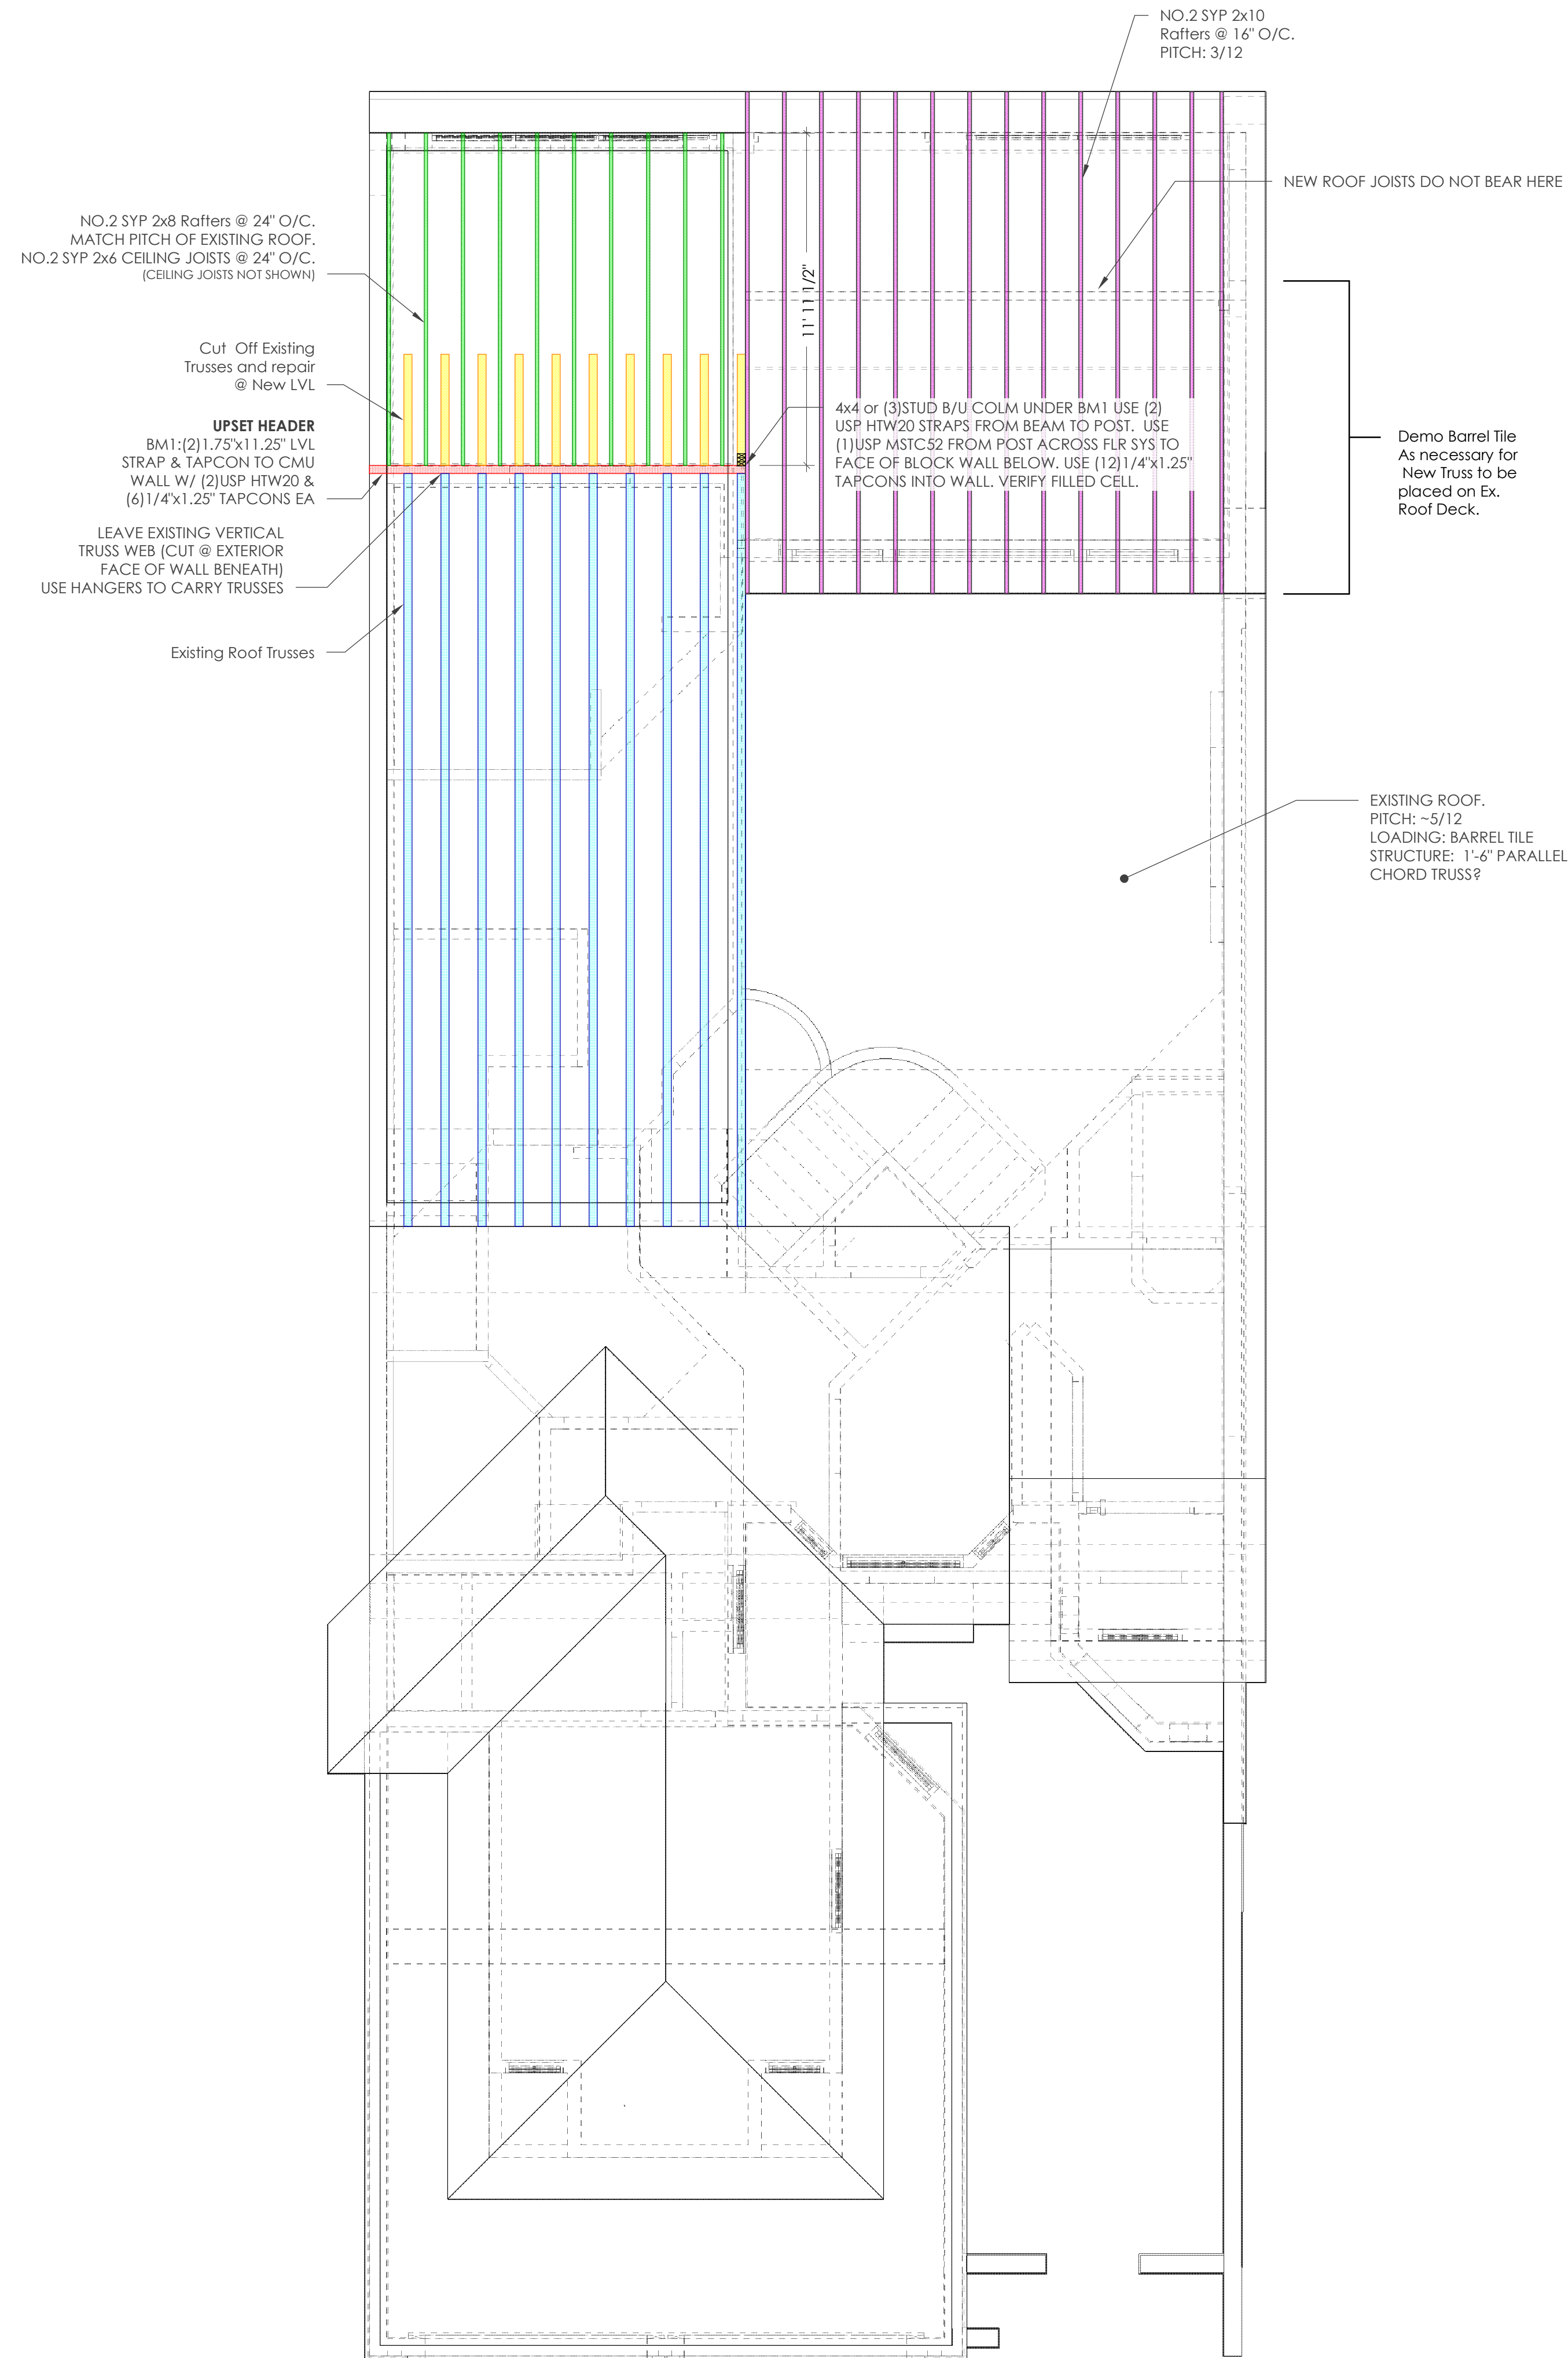 NO.2 SYP 2x10
Rafters @ 16" O/C.
PITCH: 3/12
NEW ROOF JOISTS DO NOT BEAR HERE
NO.2 SYP 2x8 Rafters @ 24" O/C.
MATCH PITCH OF EXISTING ROOF.
NO.2 SYP 2x6 CEILING JOISTS @ 24" O/C.
(CEILING JOISTS NOT SHOWN)
11' 11 1/2"
Cut Off Existing
Trusses and repair
@ New LVL
UPSET HEADER
BM1:(2)1.75"x11.25" LVL
STRAP & TAPCON TO CMU
WALL W/ (2)USP HTW20 &
(6)1/4"x1.25" TAPCONS EA
4x4 or (3)STUD B/U COLM UNDER BM1 USE (2)
USP HTW20 STRAPS FROM BEAM TO POST. USE
(1)USP MSTC52 FROM POST ACROSS FLR SYS TO
FACE OF BLOCK WALL BELOW. USE (12)1/4"x1.25"
TAPCONS INTO WALL. VERIFY FILLED CELL.
Demo Barrel Tile
As necessary for
New Truss to be
placed on Ex.
Roof Deck.
LEAVE EXISTING VERTICAL
TRUSS WEB (CUT @ EXTERIOR
FACE OF WALL BENEATH)
USE HANGERS TO CARRY TRUSSES
Existing Roof Trusses
EXISTING ROOF.
PITCH: ~5/12
LOADING: BARREL TILE
STRUCTURE: 1'-6" PARALLEL
CHORD TRUSS?